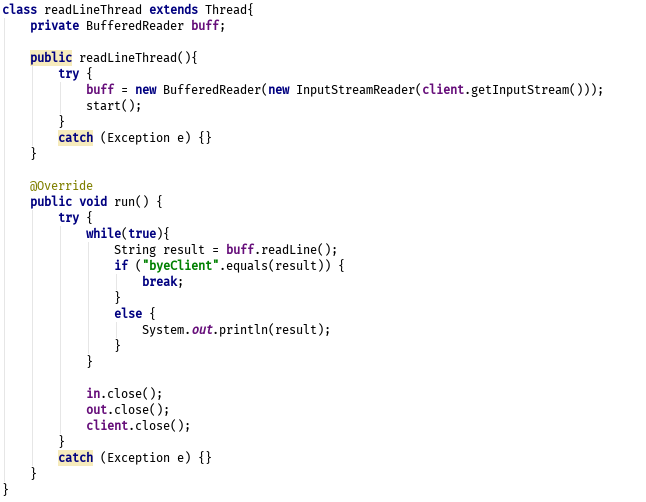 class readLineThread extends Thread{
    private BufferedReader buff;

    public readLineThread(){
        try {
            buff = new BufferedReader(new InputStreamReader(client.getInputStream()));
            start();
        }
        catch (Exception e) {}
    }

    @Override
    public void run() {
        try {
            while(true){
                String result = buff.readLine();
                if ("byeClient".equals(result)) {
                    break;
                }
                else {
                    System.out.println(result);
                }
            }

            in.close();
            out.close();
            client.close();
        }
        catch (Exception e) {}
    }
}